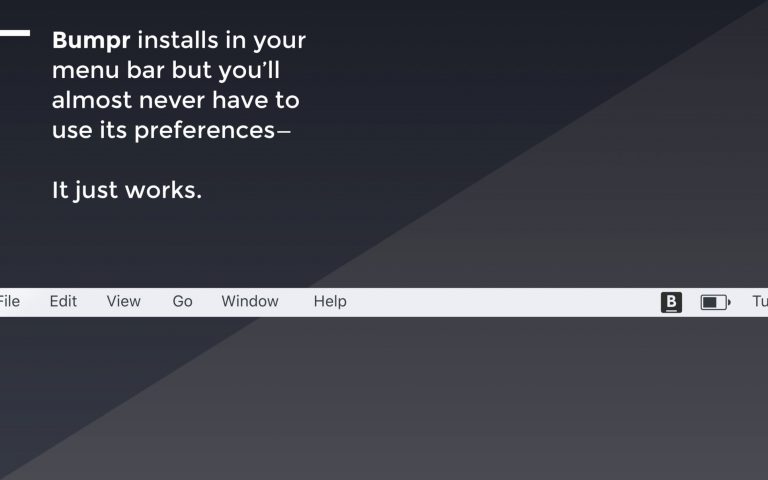 Bumpr installs in your
menu bar but you’ll
almost never have to
use its preferences—
It just works.
File Edit View Go Window Help B Tu